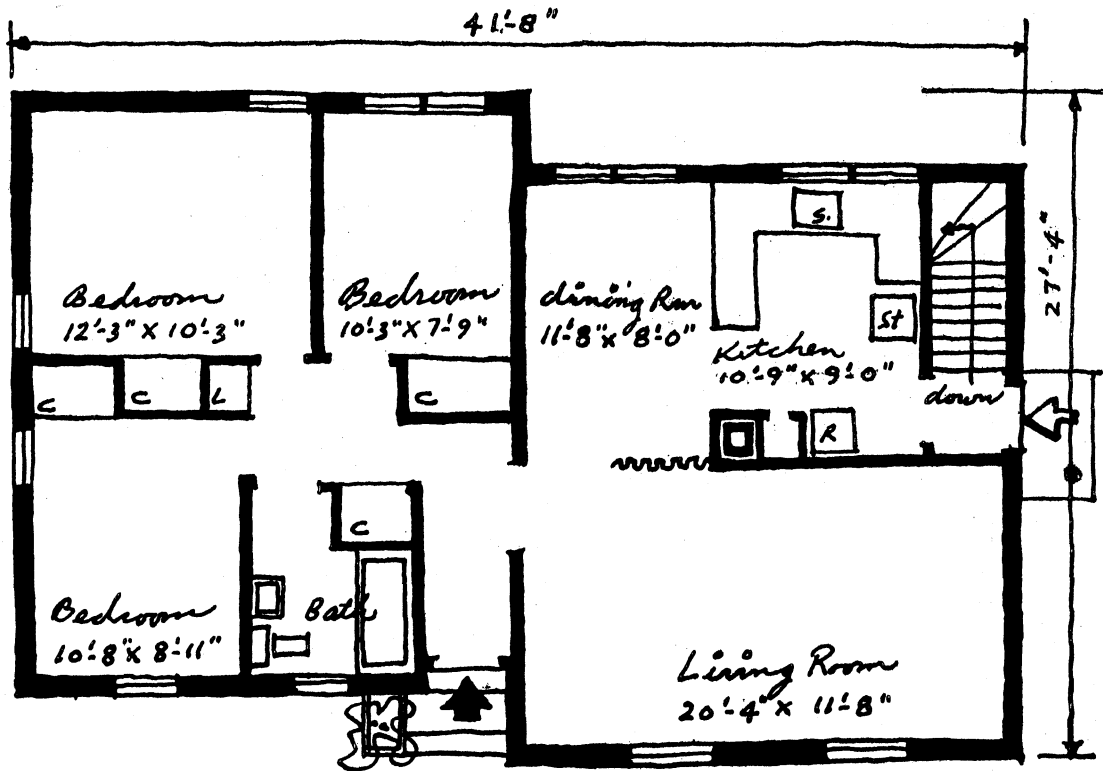 41'-8"
27'-4"
S.
Bedroom
12'-3" X 10'-3"
Bedroom
10'-3" X 7'-9"
dining Rm
11'-8" x 8'-0"
St
Kitchen
10'-9" x 9'-0"
down
C
C
L
C
R
C
Bedroom
10'-8" x 8'-11"
Bath
Living Room
20'-4" x 11'-8"